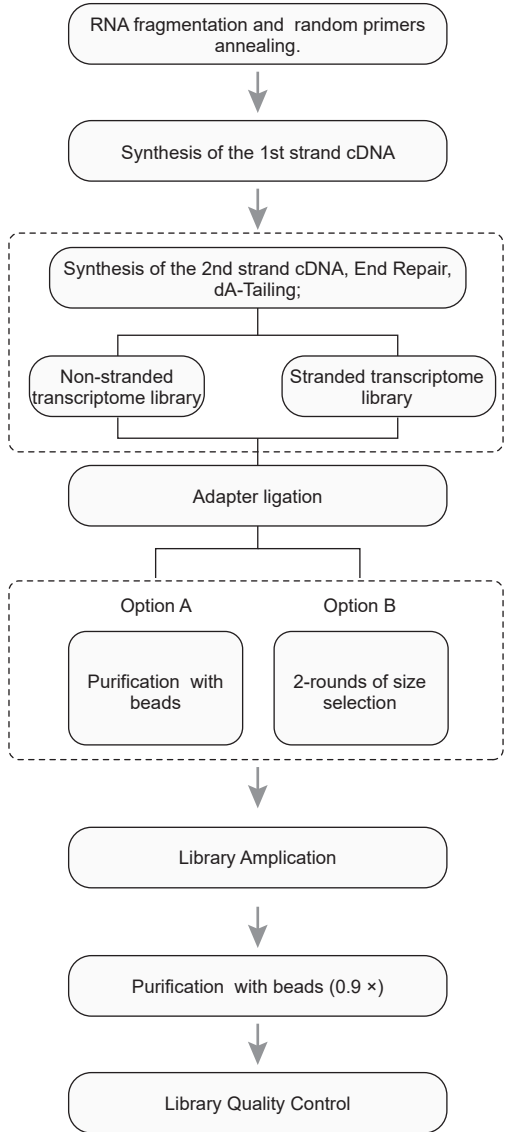 RNA fragmentation and random primers
annealing.
Synthesis of the 1st strand cDNA
Synthesis of the 2nd strand cDNA, End Repair,
dA-Tailing;
Non-stranded
transcriptome library
Stranded transcriptome
library
Adapter ligation
Option A
Option B
Purification with
beads
2-rounds of size
selection
Library Amplication
Purification with beads (0.9 ×)
Library Quality Control